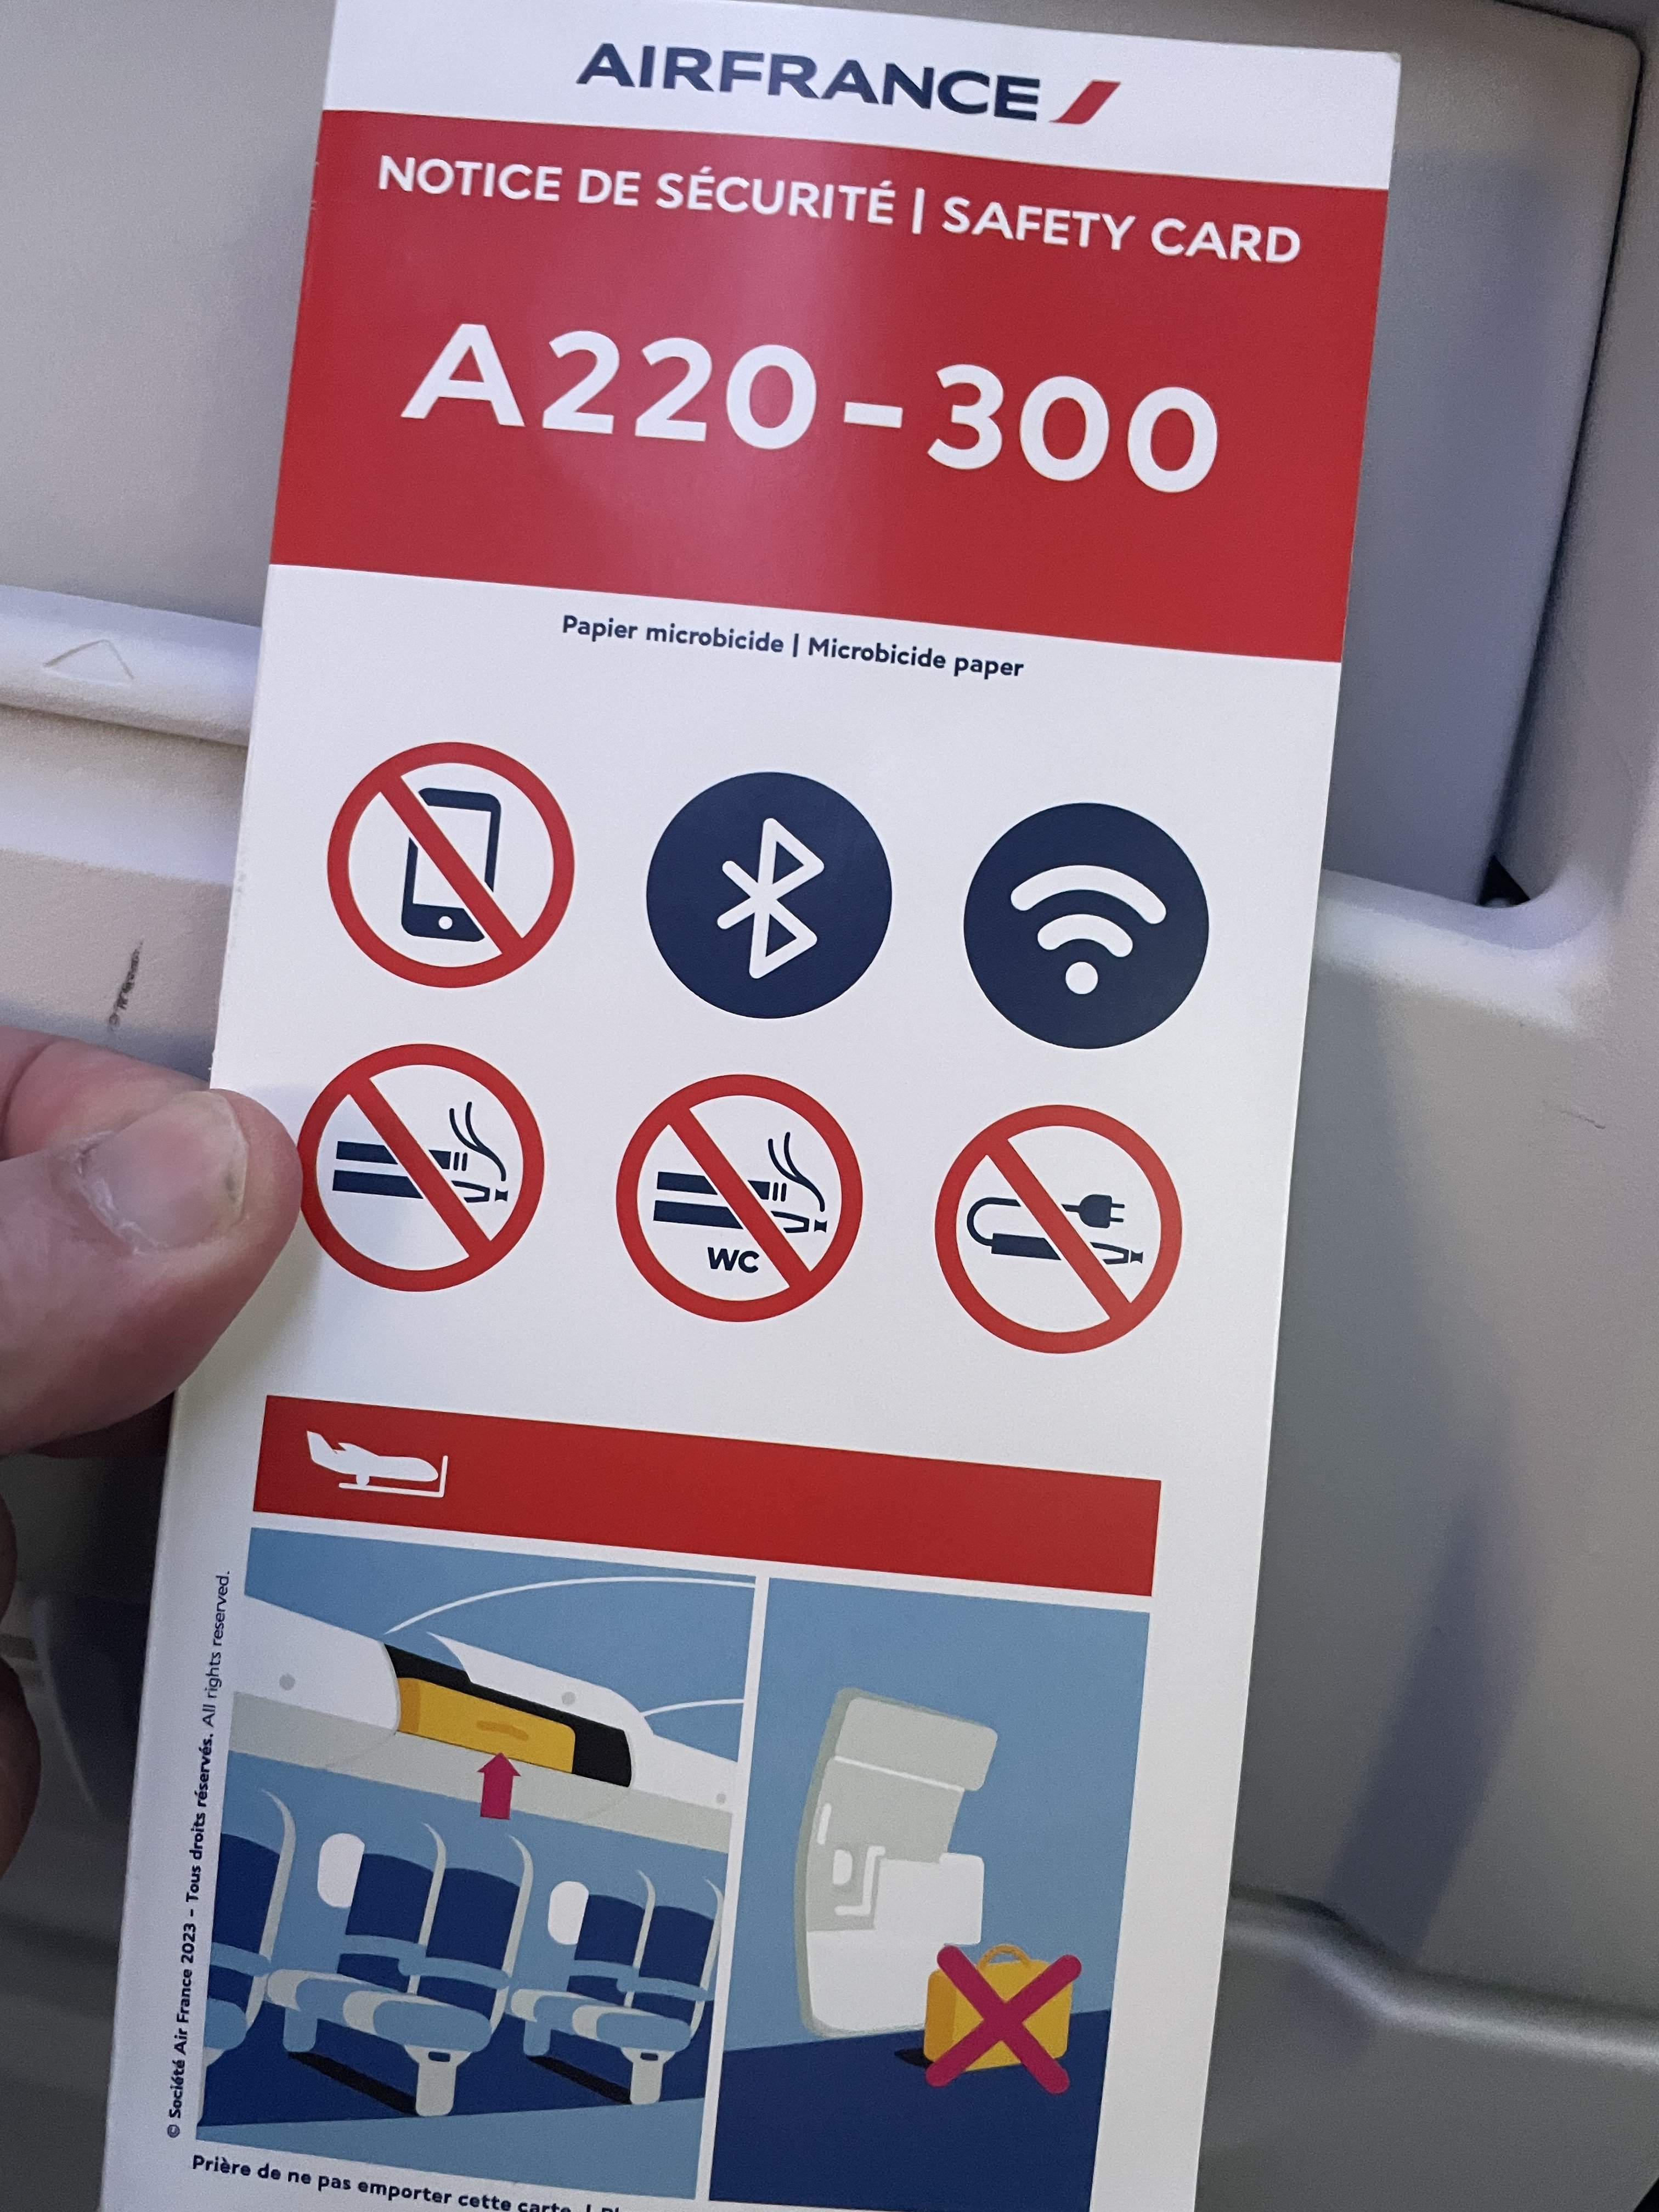 AIRFRANCE
NOTICE DE SÉCURITÉ | SAFETY CARD
A220-300
Papier microbicide | Microbicide paper
WC
© Société Air France 2023 – Tous droits réservés. All rights reserved.
Prière de ne pas emporter cette carte. |